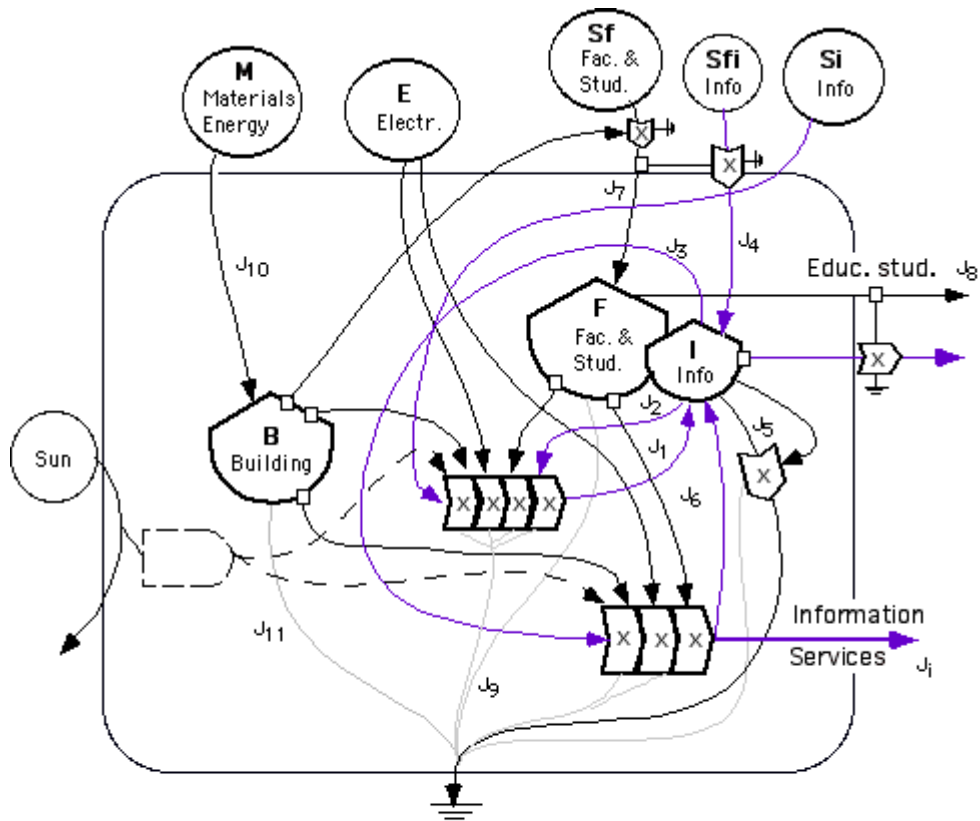 Sf
Fac. &
Stud.
Sfi
Info
Si
Info
M
Materials
Energy
E
Electr.
X
X
J7
J3
J4
J10
Educ. stud.
J8
F
Fac. &
Stud.
I
Info
X
B
Building
J2
J5
J1
Sun
X
X X X X
J6
X X X
Information
Services
Ji
J11
J9